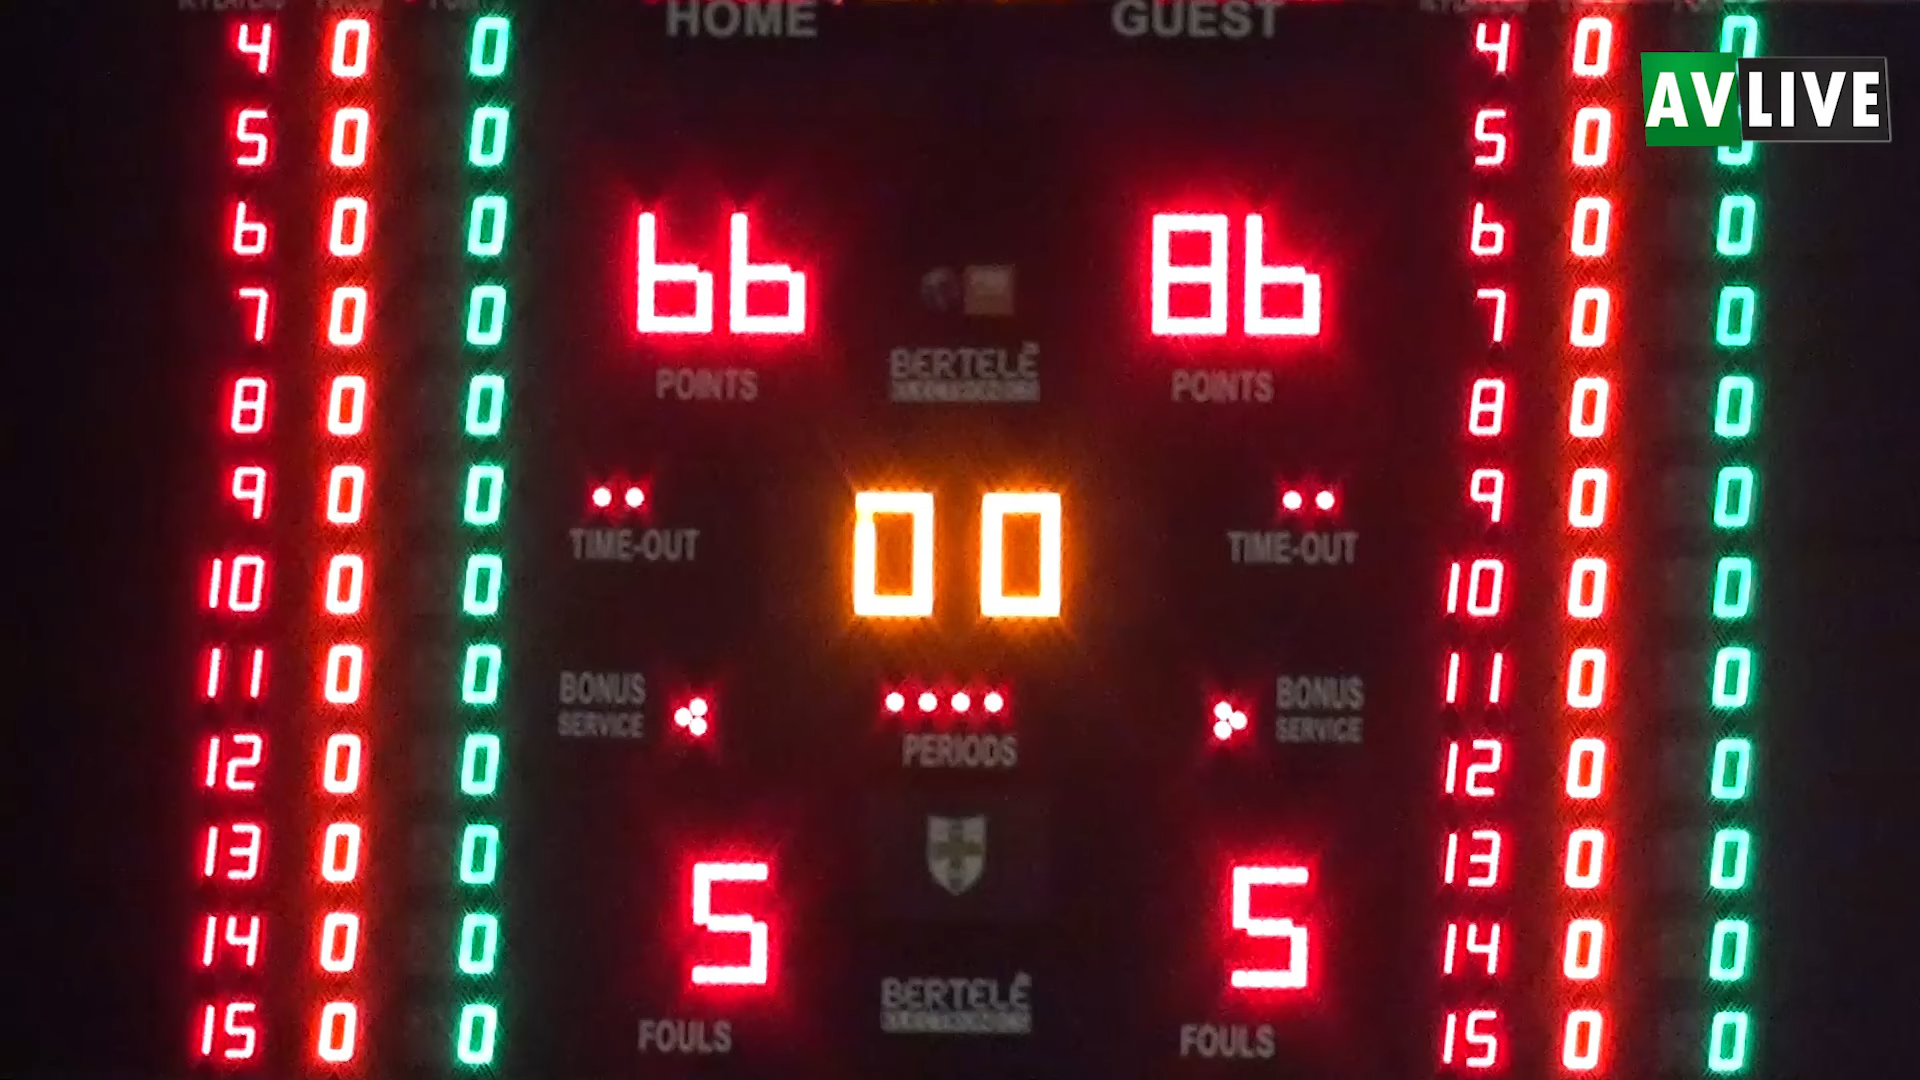 HOME GUEST
4 0 0 4 0 0
AVLIVE
5 0 0 5 0 0
6 0 0 66 86 6 0 0
7 0 0 7 0 0
BERTELÈ
POINTS POINTS
8 0 0 8 0 0
9 0 0 9 0 0
TIME-OUT 0 0 TIME-OUT
10 0 0 10 0 0
11 0 0 11 0 0
BONUS BONUS
SERVICE SERVICE
PERIODS
12 0 0 12 0 0
13 0 0 13 0 0
5 5
14 0 0 14 0 0
BERTELÈ
15 0 0 15 0 0
FOULS FOULS